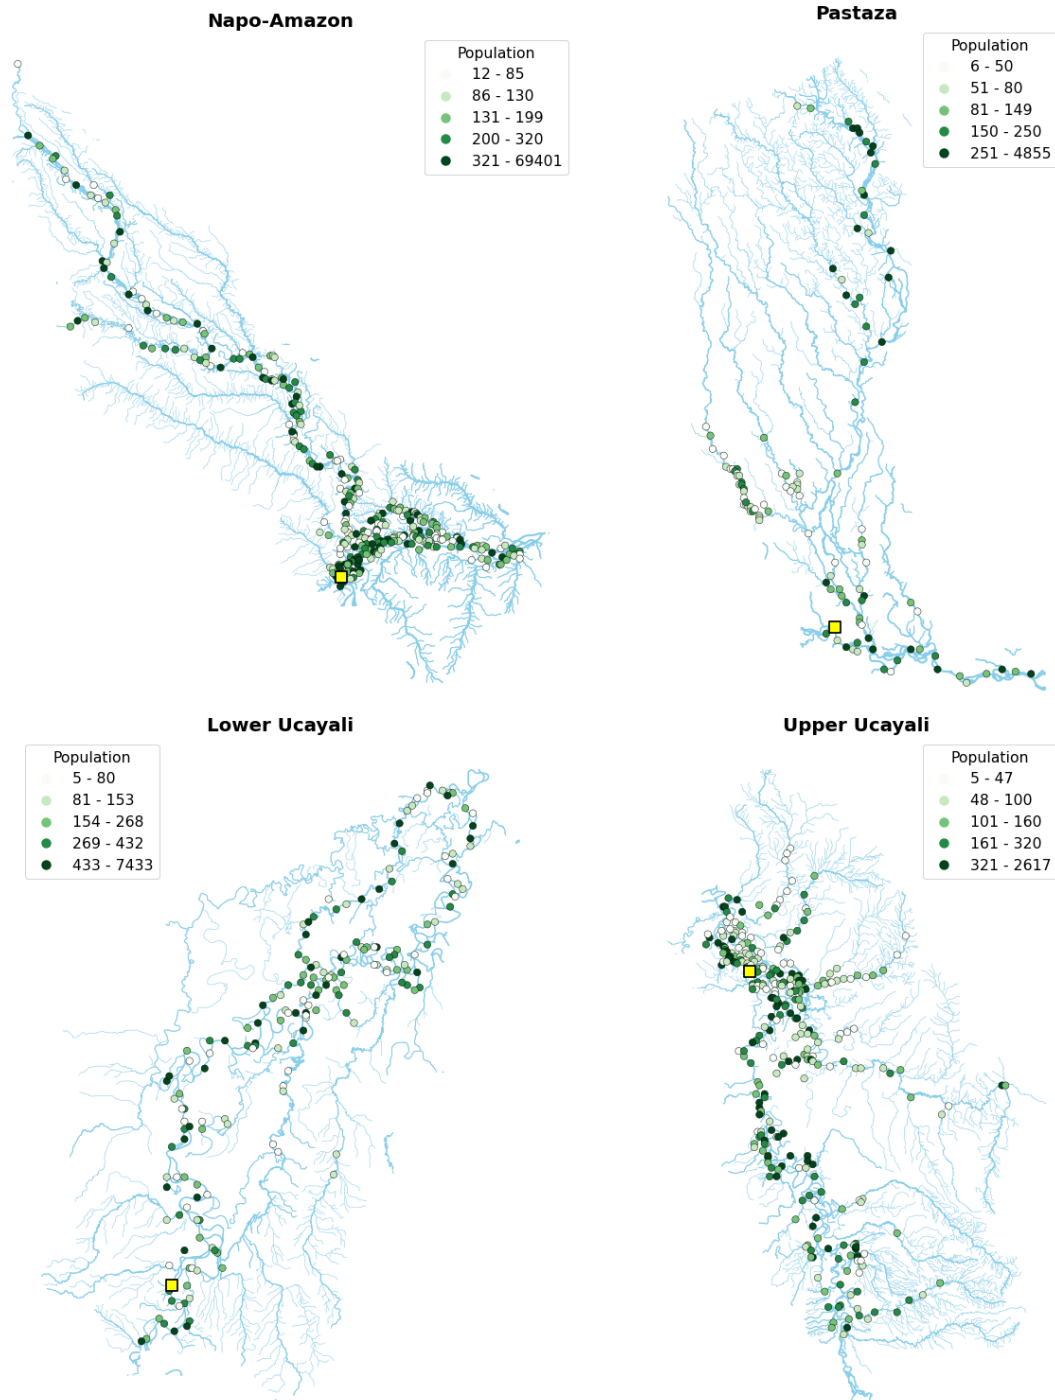 Napo-Amazon
Population
12 - 85
86 - 130
131 - 199
200 - 320
321 - 69401
Pastaza
Population
6 - 50
51 - 80
81 - 149
150 - 250
251 - 4855
Lower Ucayali
Population
5 - 80
81 - 153
154 - 268
269 - 432
433 - 7433
Upper Ucayali
Population
5 - 47
48 - 100
101 - 160
161 - 320
321 - 2617